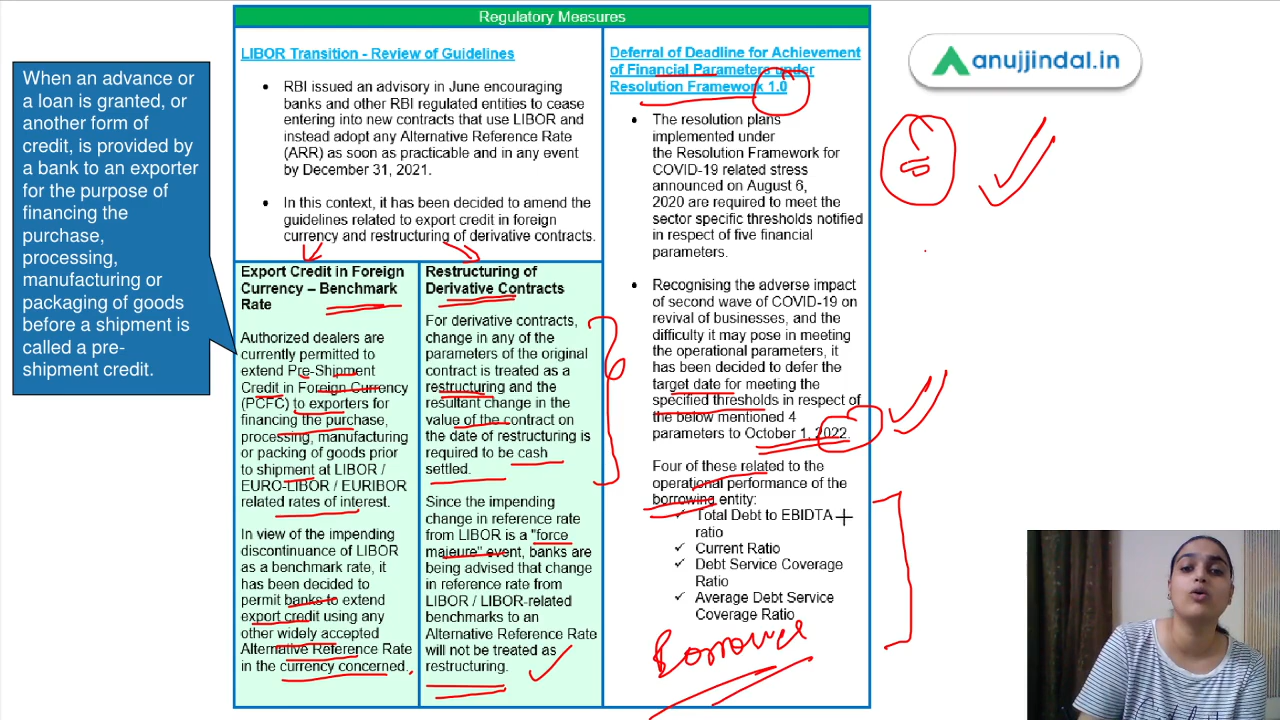 Regulatory Measures
When an advance or
a loan is granted, or
another form of
credit, is provided by
a bank to an exporter
for the purpose of
financing the
purchase,
processing,
manufacturing or
packaging of goods
before a shipment is
called a pre-
shipment credit.
LIBOR Transition - Review of Guidelines
• RBI issued an advisory in June encouraging
banks and other RBI regulated entities to cease
entering into new contracts that use LIBOR and
instead adopt any Alternative Reference Rate
(ARR) as soon as practicable and in any event
by December 31, 2021.
• In this context, it has been decided to amend the
guidelines related to export credit in foreign
currency and restructuring of derivative contracts.
Export Credit in Foreign
Currency – Benchmark
Rate
Authorized dealers are
currently permitted to
extend Pre-Shipment
Credit in Foreign Currency
(PCFC) to exporters for
financing the purchase,
processing, manufacturing
or packing of goods prior
to shipment at LIBOR /
EURO-LIBOR / EURIBOR
related rates of interest.
In view of the impending
discontinuance of LIBOR
as a benchmark rate, it
has been decided to
permit banks to extend
export credit using any
other widely accepted
Alternative Reference Rate
in the currency concerned.
Restructuring of
Derivative Contracts
For derivative contracts,
change in any of the
parameters of the original
contract is treated as a
restructuring and the
resultant change in the
value of the contract on
the date of restructuring is
required to be cash
settled.
Since the impending
change in reference rate
from LIBOR is a "force
majeure" event, banks are
being advised that change
in reference rate from
LIBOR / LIBOR-related
benchmarks to an
Alternative Reference Rate
will not be treated as
restructuring.
Deferral of Deadline for Achievement
of Financial Parameters under
Resolution Framework 1.0
• The resolution plans
implemented under
the Resolution Framework for
COVID-19 related stress
announced on August 6,
2020 are required to meet the
sector specific thresholds notified
in respect of five financial
parameters.
• Recognising the adverse impact
of second wave of COVID-19 on
revival of businesses, and the
difficulty it may pose in meeting
the operational parameters, it
has been decided to defer the
target date for meeting the
specified thresholds in respect of
the below mentioned 4
parameters to October 1, 2022.
Four of these related to the
operational performance of the
borrowing entity:
✓ Total Debt to EBIDTA
ratio
✓ Current Ratio
✓ Debt Service Coverage
Ratio
✓ Average Debt Service
Coverage Ratio
Borrower
anujjindal.in